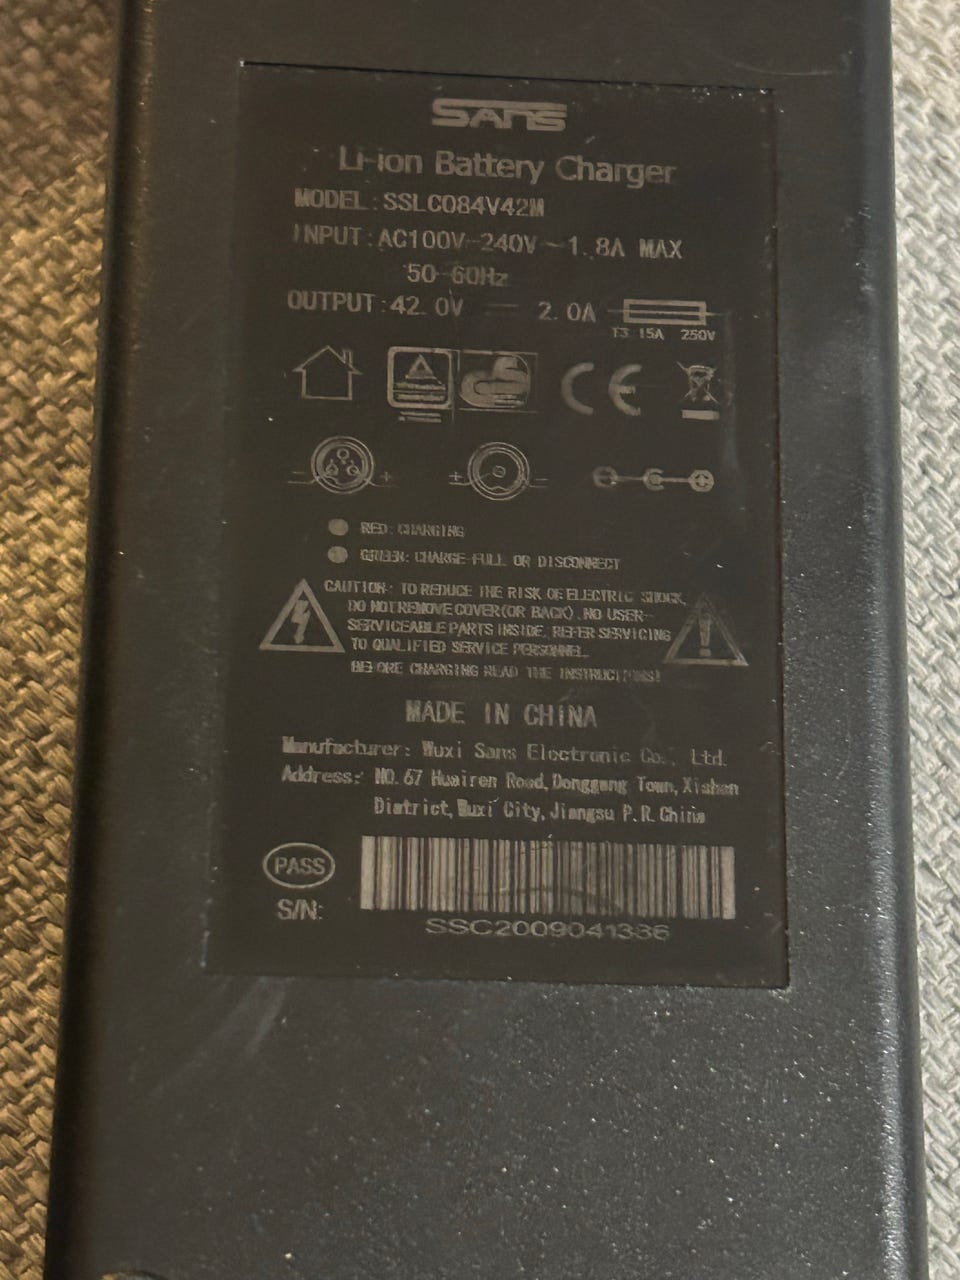 SANS
Li-ion Battery Charger
MODEL:SSLC084V42M
INPUT:AC100V-240V~1.8A MAX
50-60Hz
OUTPUT:42.0V 2.0A
T3.15A 250V
CE
- +
± -
RED: CHARGING
GREEN: CHARGE FULL OR DISCONNECT
CAUTION: TO REDUCE THE RISK OF ELECTRIC SHOCK,
DO NOT REMOVE COVER(OR BACK). NO USER-
SERVICEABLE PARTS INSIDE. REFER SERVICING
TO QUALIFIED SERVICE PERSONNEL.
BEFORE CHARGING READ THE INSTRUCTIONS!
MADE IN CHINA
Manufacturer: Wuxi Sans Electronic Co., Ltd.
Address: NO.67 Huairen Road,Donggang Town,Xishan
District,Wuxi City,Jiangsu P.R.China
PASS
S/N:
SSC2009041336